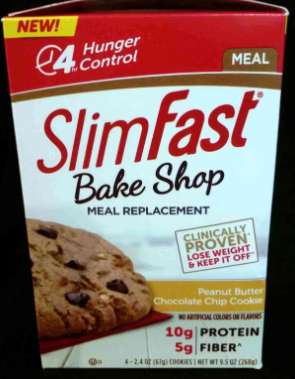 NEW!
4 Hunger
HR Control
MEAL
SlimFast®
Bake Shop
MEAL REPLACEMENT
CLINICALLY
PROVEN*
LOSE WEIGHT
& KEEP IT OFF*
Peanut Butter
Chocolate Chip Cookie
NO ARTIFICIAL COLORS OR FLAVORS
10g PROTEIN
5g FIBER^
4 - 2.4 OZ (67g) COOKIES | NET WT 9.5 OZ (268g)